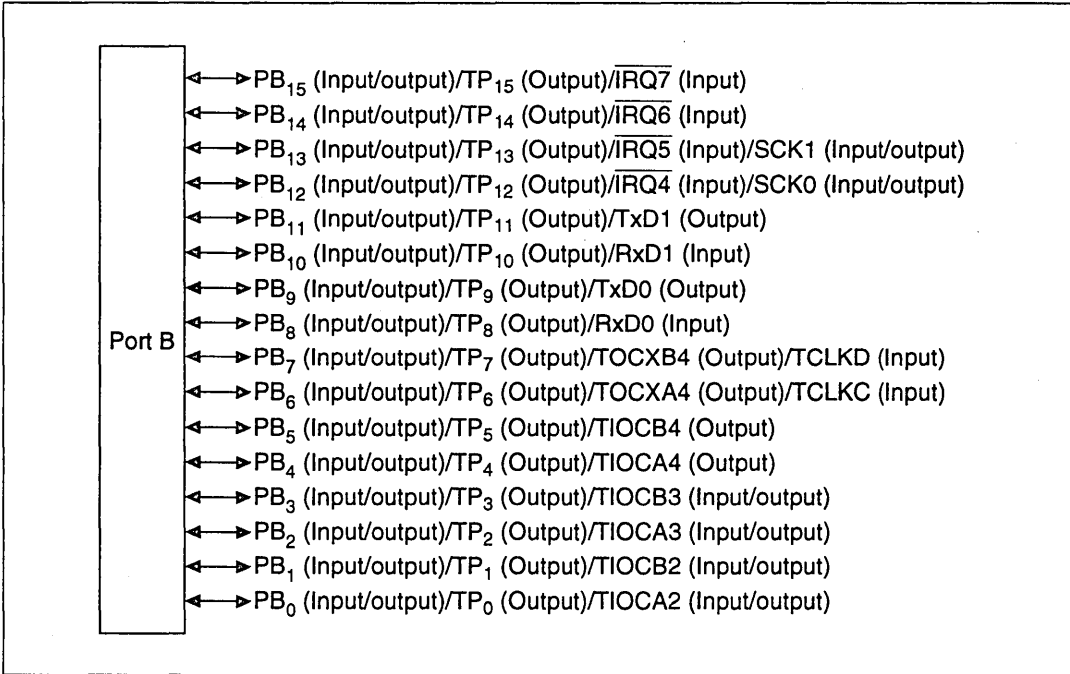 PB₁₅ (Input/output)/TP₁₅ (Output)/I̅R̅Q̅7̅ (Input)
PB₁₄ (Input/output)/TP₁₄ (Output)/I̅R̅Q̅6̅ (Input)
PB₁₃ (Input/output)/TP₁₃ (Output)/I̅R̅Q̅5̅ (Input)/SCK1 (Input/output)
PB₁₂ (Input/output)/TP₁₂ (Output)/I̅R̅Q̅4̅ (Input)/SCK0 (Input/output)
PB₁₁ (Input/output)/TP₁₁ (Output)/TxD1 (Output)
PB₁₀ (Input/output)/TP₁₀ (Output)/RxD1 (Input)
PB₉ (Input/output)/TP₉ (Output)/TxD0 (Output)
PB₈ (Input/output)/TP₈ (Output)/RxD0 (Input)
Port B
PB₇ (Input/output)/TP₇ (Output)/TOCXB4 (Output)/TCLKD (Input)
PB₆ (Input/output)/TP₆ (Output)/TOCXA4 (Output)/TCLKC (Input)
PB₅ (Input/output)/TP₅ (Output)/TIOCB4 (Output)
PB₄ (Input/output)/TP₄ (Output)/TIOCA4 (Output)
PB₃ (Input/output)/TP₃ (Output)/TIOCB3 (Input/output)
PB₂ (Input/output)/TP₂ (Output)/TIOCA3 (Input/output)
PB₁ (Input/output)/TP₁ (Output)/TIOCB2 (Input/output)
PB₀ (Input/output)/TP₀ (Output)/TIOCA2 (Input/output)